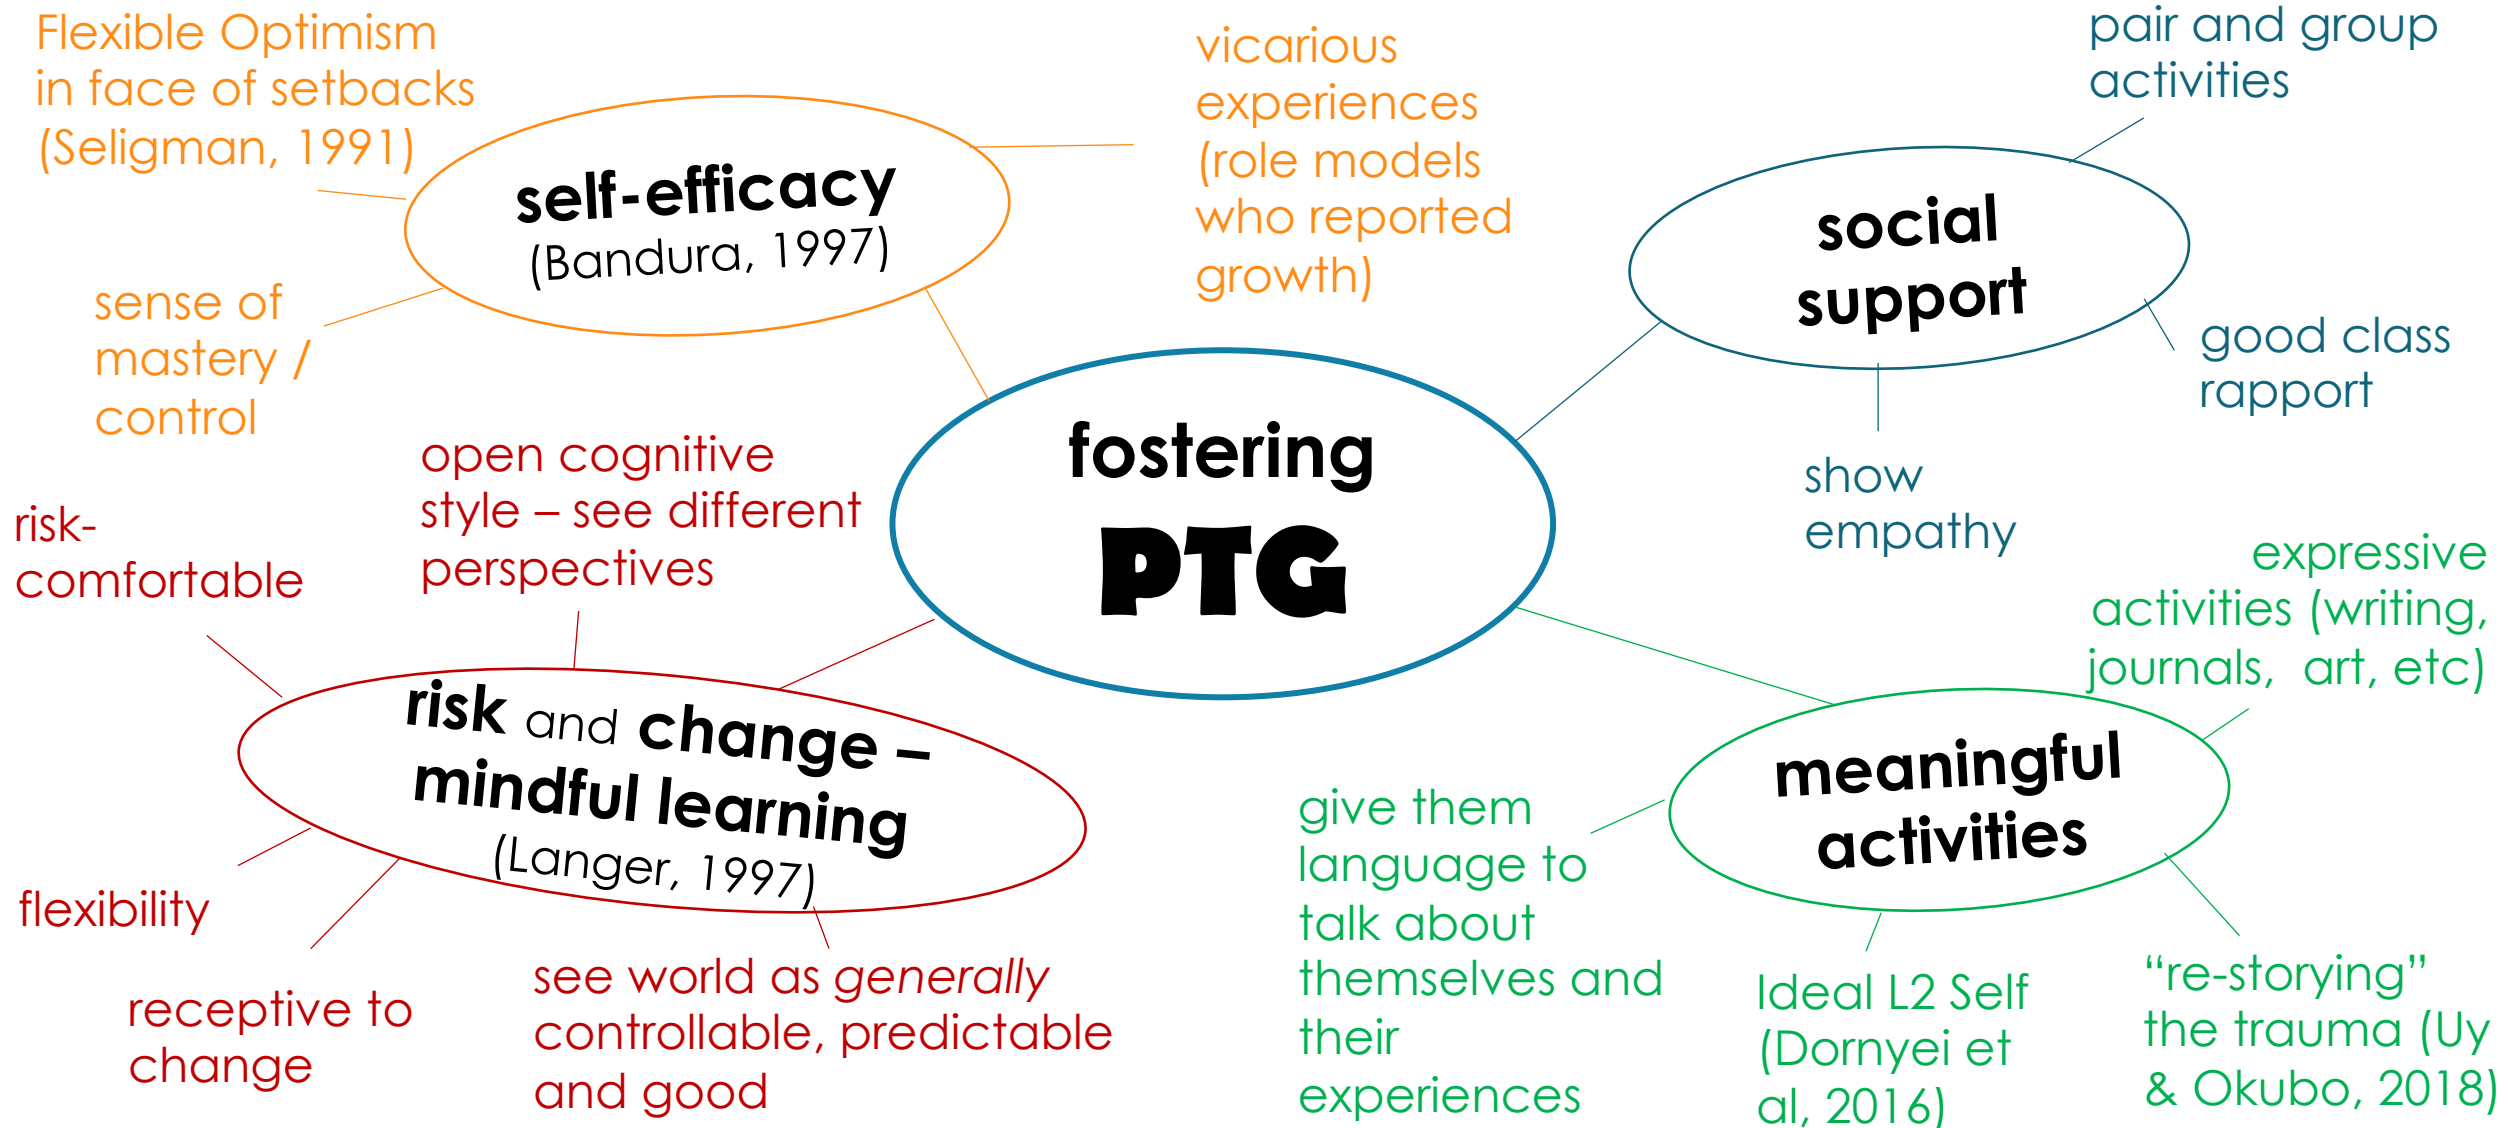 Flexible Optimism
in face of setbacks
(Seligman, 1991)
self-efficacy
(Bandura, 1997)
vicarious
experiences
(role models
who reported
growth)
sense of
mastery /
control
pair and group
activities
social
support
good class
rapport
show
empathy
fostering
PTG
open cognitive
style – see different
perspectives
risk-
comfortable
risk and change –
mindful learning
(Langer, 1997)
flexibility
receptive to
change
see world as generally
controllable, predictable
and good
expressive
activities (writing,
journals, art, etc)
meaningful
activities
give them
language to
talk about
themselves and
their
experiences
Ideal L2 Self
(Dornyei et
al, 2016)
“re-storying”
the trauma (Uy
& Okubo, 2018)